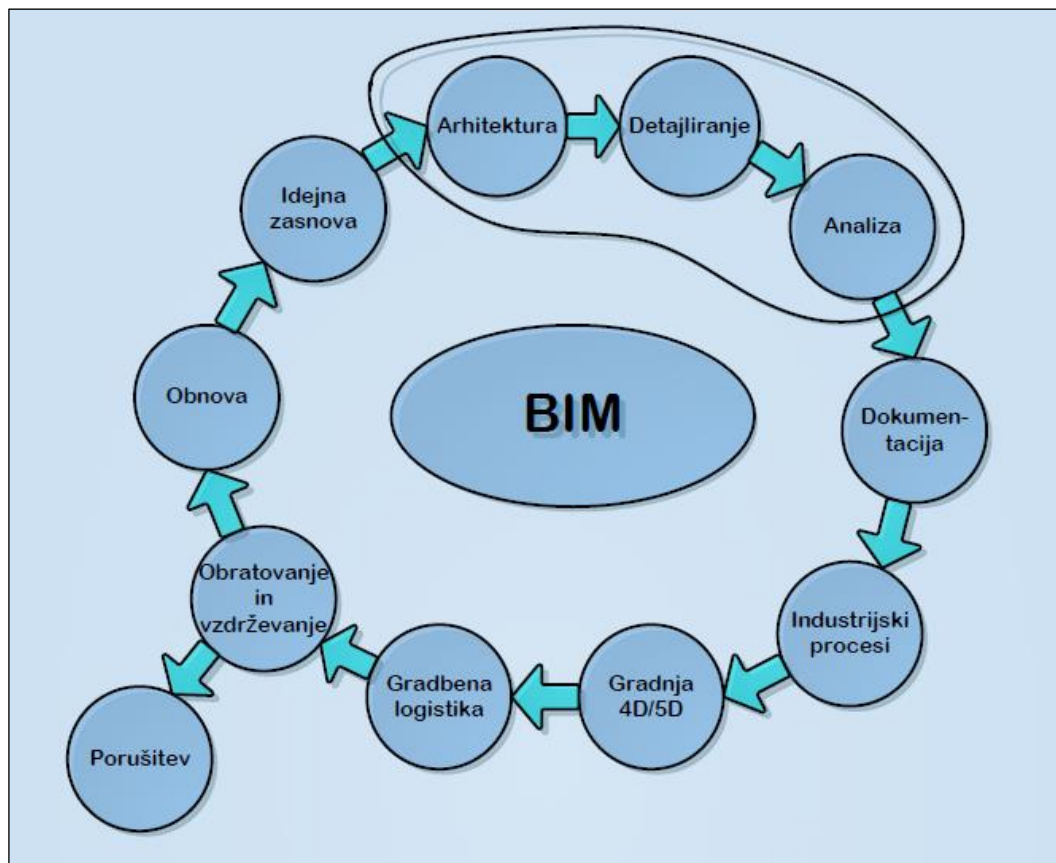 Arhitektura
Detajliranje
Analiza
Idejna
zasnova
Obnova
BIM
Dokumen-
tacija
Obratovanje
in
vzdrževanje
Industrijski
procesi
Gradnja
4D/5D
Gradbena
logistika
Porušitev